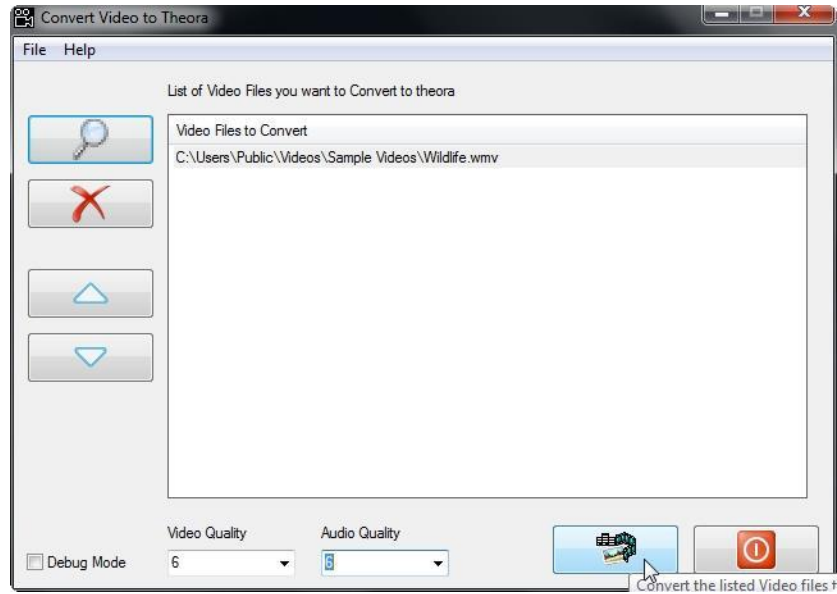 Convert Video to Theora
File Help
List of Video Files you want to Convert to theora
Video Files to Convert
C:\Users\Public\Videos\Sample Videos\Wildlife.wmv
Video Quality Audio Quality
Debug Mode 6 6
Convert the listed Video files t